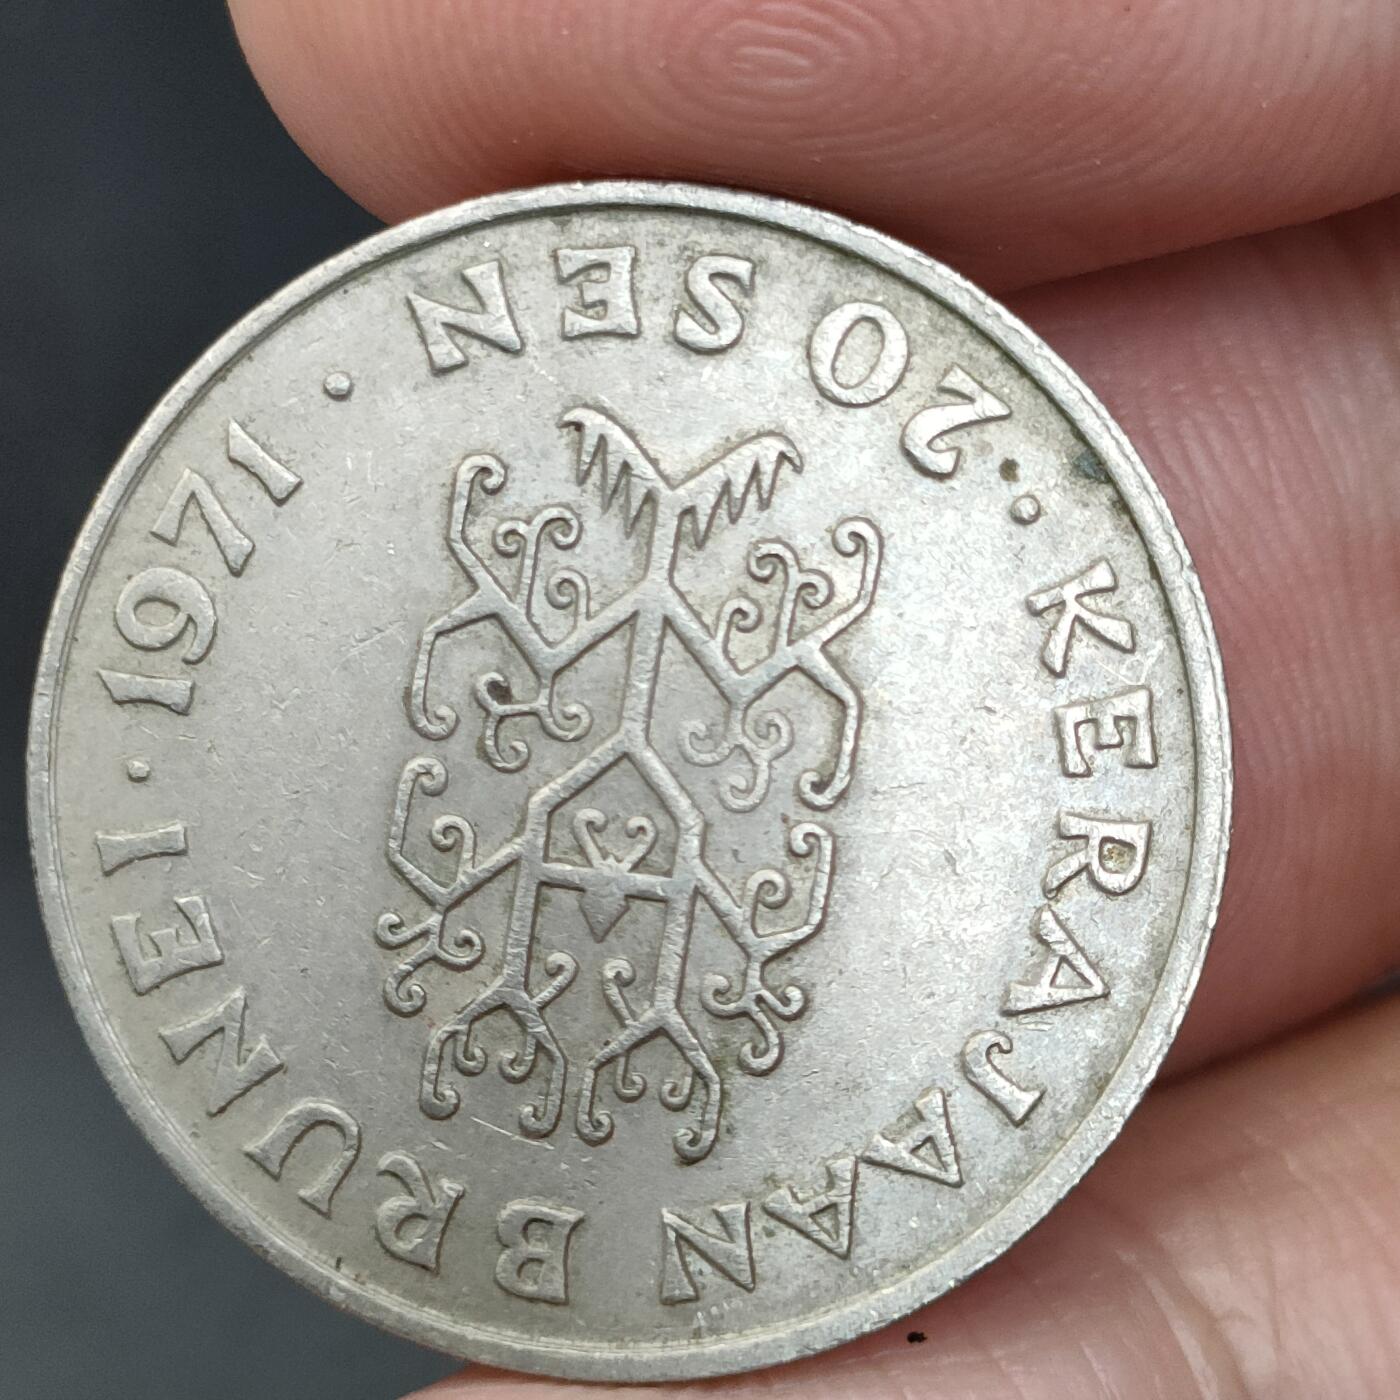 KERAJAAN BRUNEI · 1971 ·
20 SEN ·